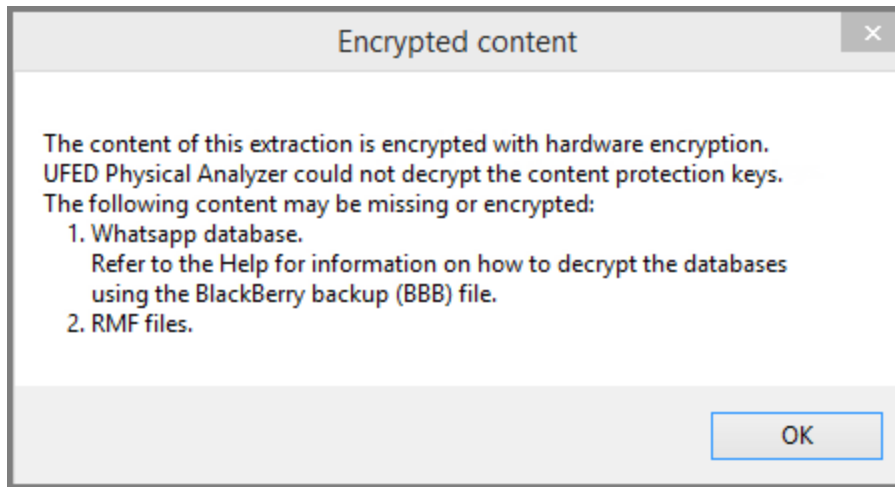 Encrypted content
The content of this extraction is encrypted with hardware encryption.
UFED Physical Analyzer could not decrypt the content protection keys.
The following content may be missing or encrypted:
1. Whatsapp database.
Refer to the Help for information on how to decrypt the databases
using the BlackBerry backup (BBB) file.
2. RMF files.
OK